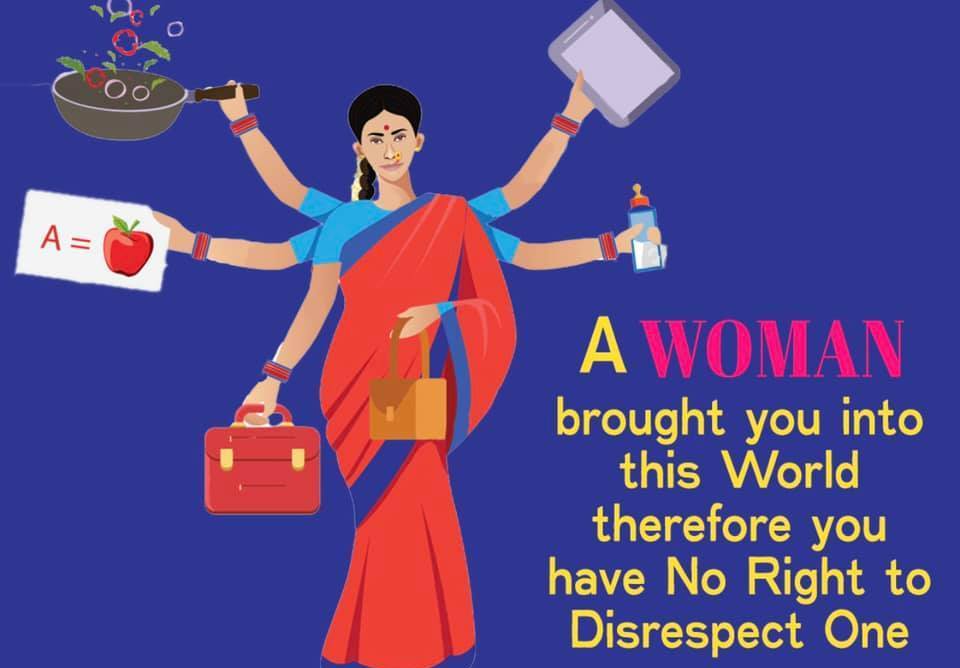 A =
A WOMAN
brought you into
this World
therefore you
have No Right to
Disrespect One